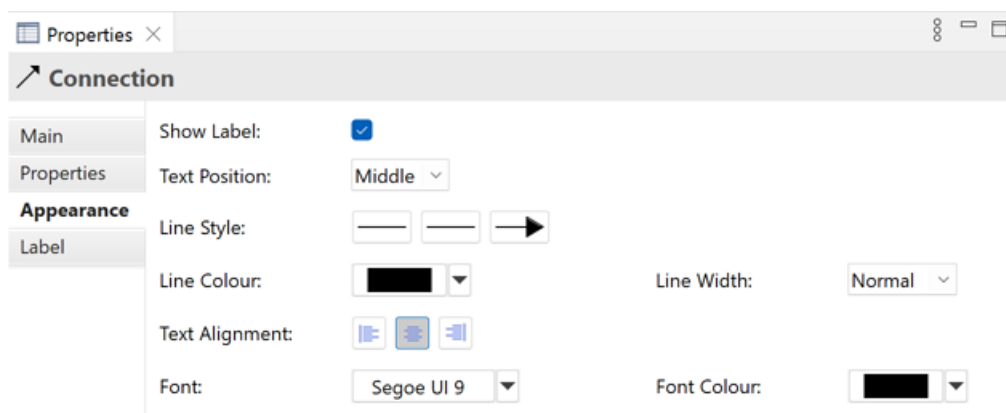 Properties
Connection
Main
Properties
Appearance
Label
Show Label:
Text Position: Middle
Line Style:
Line Colour: Line Width: Normal
Text Alignment:
Font: Segoe UI 9 Font Colour: